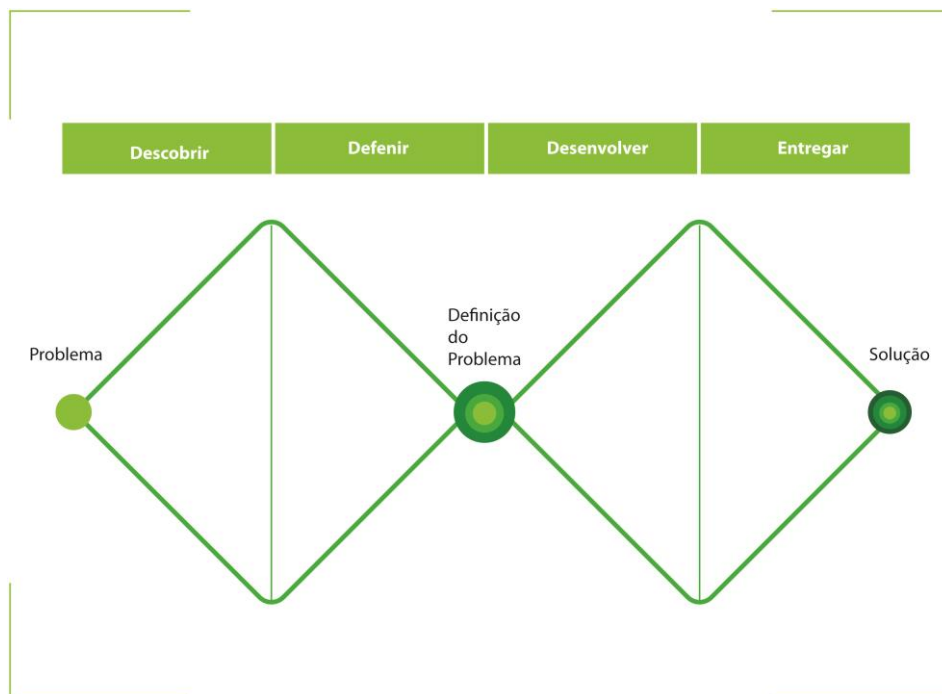 Descobrir
Defenir
Desenvolver
Entregar
Definição
do
Problema
Problema
Solução